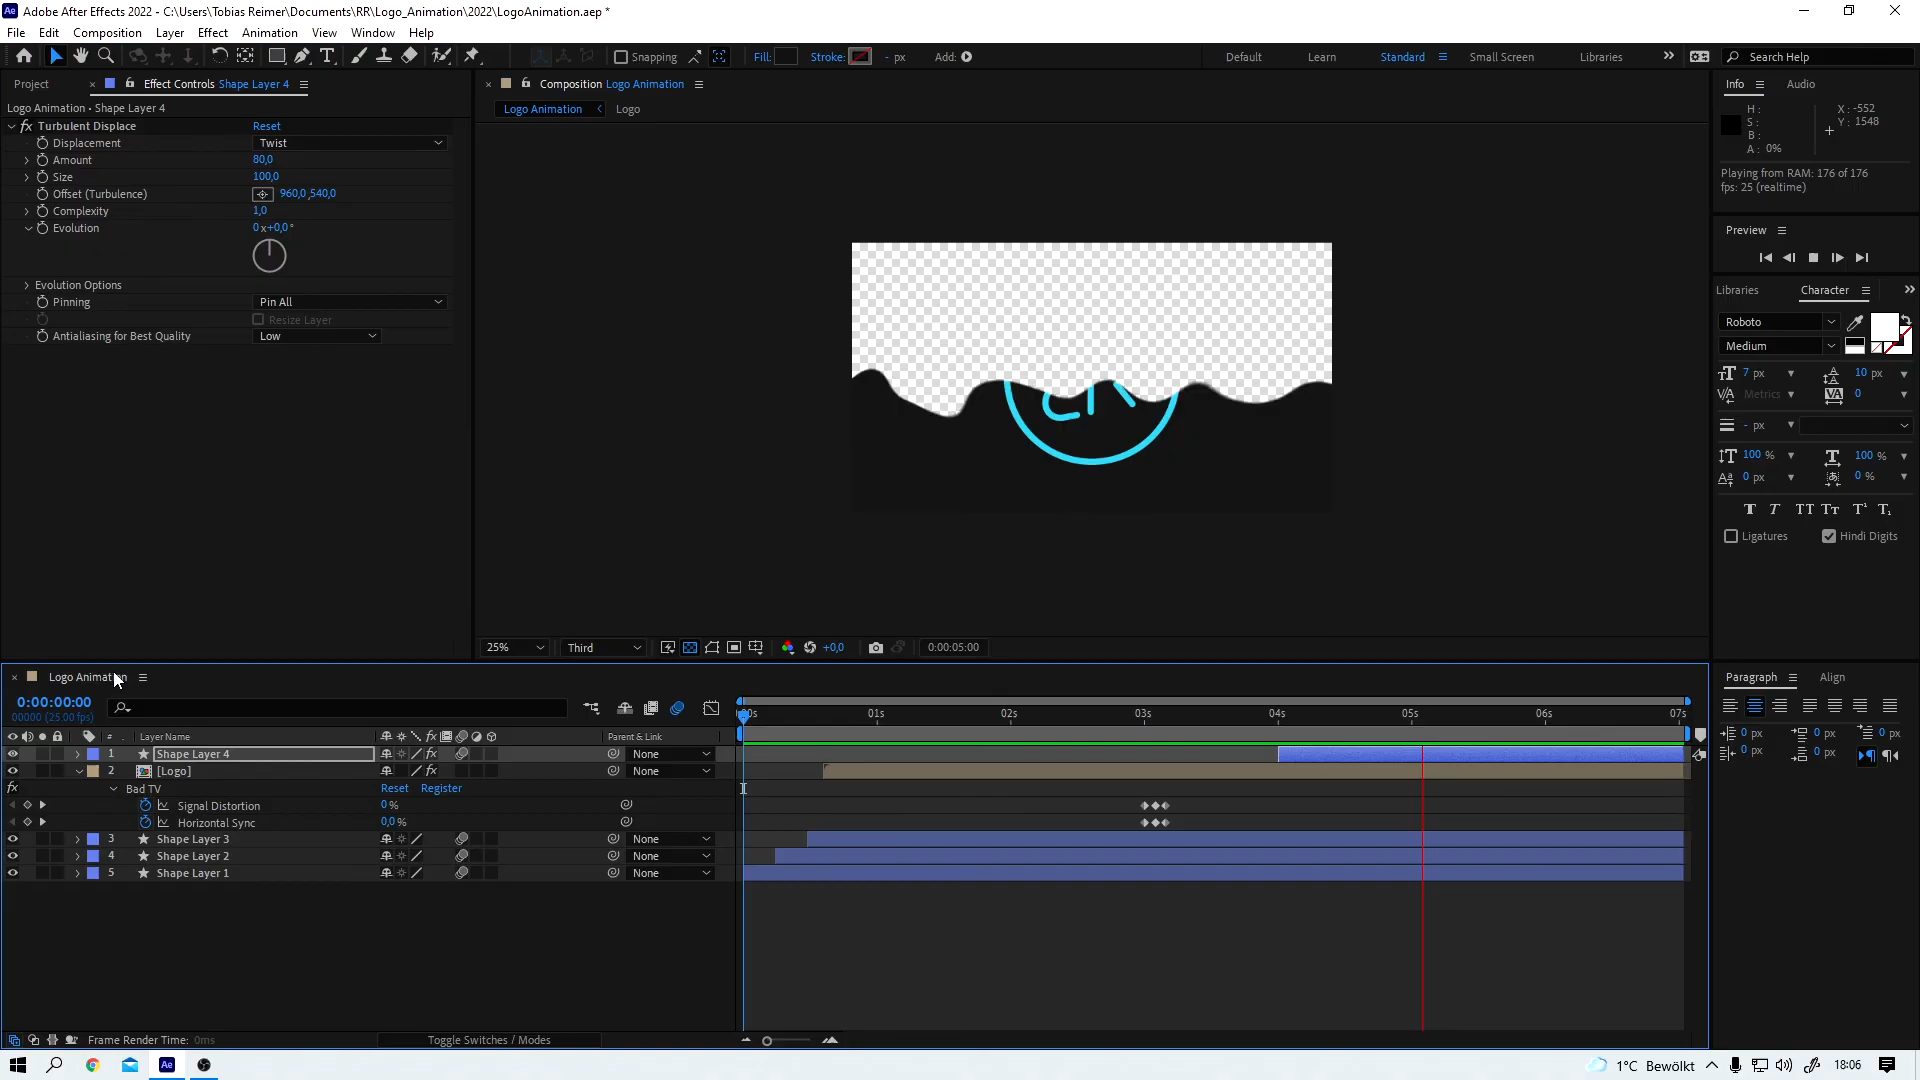 Ae Adobe After Effects 2022 - C:\Users\Tobias Reimer\Documents\RR\Logo_Animation\2022\LogoAnimation.aep *
File Edit Composition Layer Effect Animation View Window Help
Snapping Fill: Stroke: - px Add: Default Learn Standard Small Screen Libraries Search Help
Project Effect Controls Shape Layer 4
Composition Logo Animation
Info Audio
Logo Animation • Shape Layer 4
Logo Animation Logo
H: X: -552
S: Y: 1548
B:
A: 0%
fx Turbulent Displace Reset
Displacement Twist
Amount 80,0
Size 100,0
Offset (Turbulence) 960,0,540,0
Complexity 1,0
Evolution 0x+0,0°
Evolution Options
Pinning Pin All
Resize Layer
Antialiasing for Best Quality Low
Playing from RAM: 176 of 176
fps: 25 (realtime)
Preview
Libraries Character
Roboto
Medium
7 px 10 px
Metrics 0
- px
100 % 100 %
0 px 0 %
T T TT Tt T¹ T₁
Ligatures Hindi Digits
25% Third +0,0 0:00:05:00
Logo Animation
Paragraph Align
0:00:00:00
00000 (25.00 fps)
01s 02s 03s 04s 05s 06s 07s
0 px 0 px 0 px
0 px 0 px
# Layer Name Parent & Link
1 Shape Layer 4 None
2 [Logo] None
fx Bad TV Reset Register
Signal Distortion 0 %
Horizontal Sync 0,0 %
3 Shape Layer 3 None
4 Shape Layer 2 None
5 Shape Layer 1 None
Frame Render Time: 0ms Toggle Switches / Modes
Ae 1°C Bewölkt 18:06